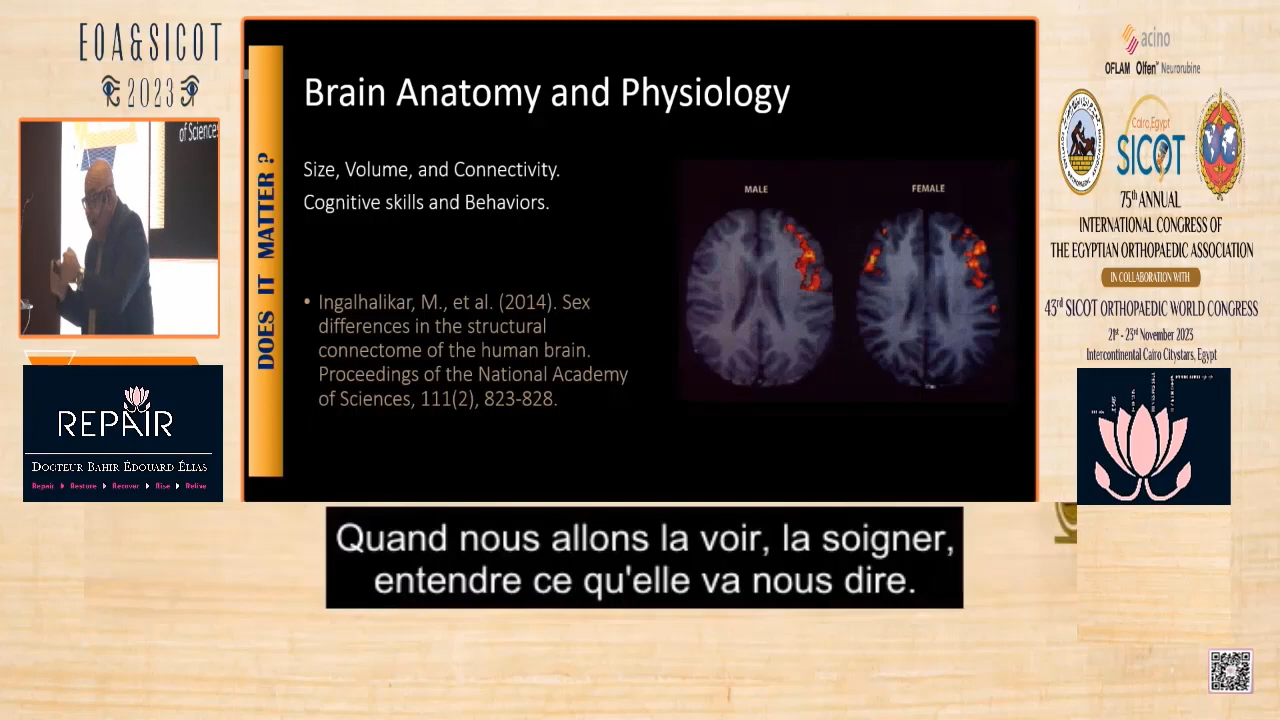 EOA&SICOT
2023
of Sciences
REPAIR
DOCTEUR BAHIR ÉDOUARD ÉLIAS
Repair Restore Recover Rise Relive
DOES IT MATTER ?
Brain Anatomy and Physiology
Size, Volume, and Connectivity.
Cognitive skills and Behaviors.
• Ingalhalikar, M., et al. (2014). Sex
differences in the structural
connectome of the human brain.
Proceedings of the National Academy
of Sciences, 111(2), 823-828.
MALE
FEMALE
Quand nous allons la voir, la soigner,
entendre ce qu'elle va nous dire.
acino
OFLAM Olfen Neurorubine
Cairo, Egypt
SICOT
75th ANNUAL
INTERNATIONAL CONGRESS OF
THE EGYPTIAN ORTHOPAEDIC ASSOCIATION
IN COLLABORATION WITH
43rd SICOT ORTHOPAEDIC WORLD CONGRESS
21st - 23rd November 2023
Intercontinental Cairo Citystars, Egypt